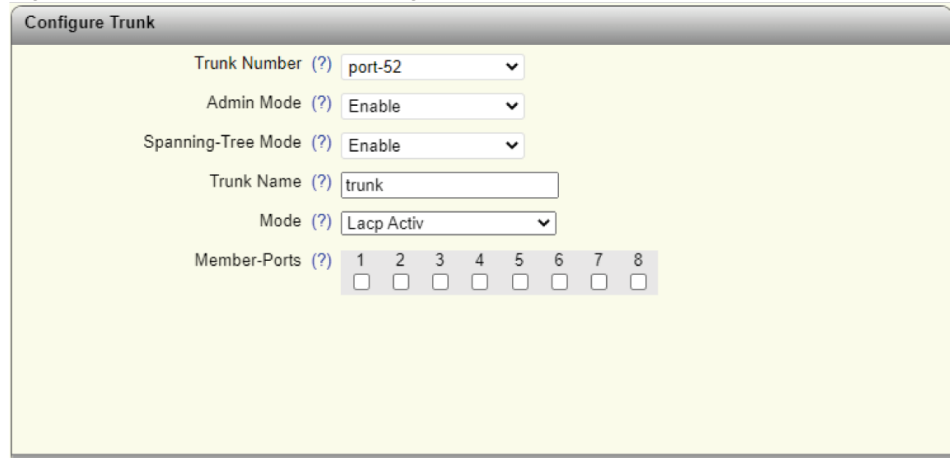 Configure Trunk
Trunk Number (?) port-52
Admin Mode (?) Enable
Spanning-Tree Mode (?) Enable
Trunk Name (?) trunk
Mode (?) Lacp Activ
Member-Ports (?) 1 2 3 4 5 6 7 8